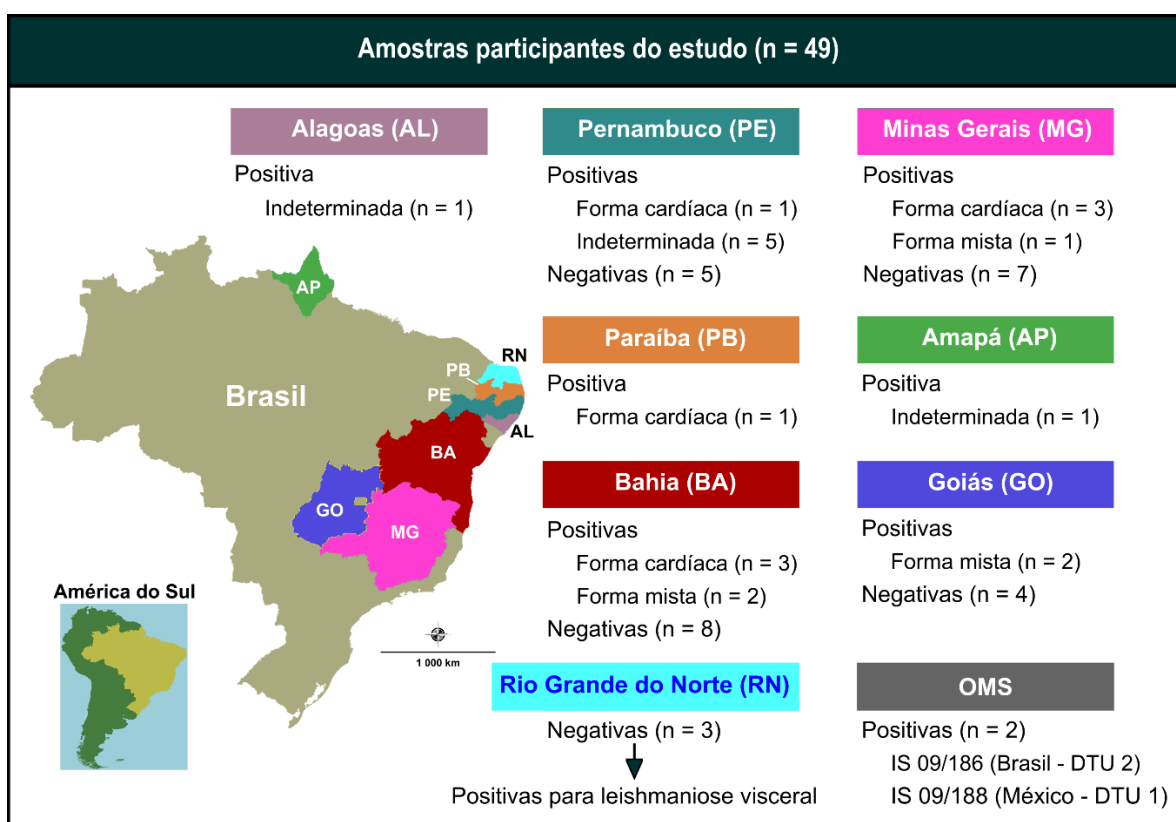 Amostras participantes do estudo (n = 49)
Alagoas (AL)
Positiva
Indeterminada (n = 1)
Pernambuco (PE)
Positivas
Forma cardíaca (n = 1)
Indeterminada (n = 5)
Negativas (n = 5)
Minas Gerais (MG)
Positivas
Forma cardíaca (n = 3)
Forma mista (n = 1)
Negativas (n = 7)
Paraíba (PB)
Positiva
Forma cardíaca (n = 1)
Amapá (AP)
Positiva
Indeterminada (n = 1)
Bahia (BA)
Positivas
Forma cardíaca (n = 3)
Forma mista (n = 2)
Negativas (n = 8)
Goiás (GO)
Positivas
Forma mista (n = 2)
Negativas (n = 4)
Rio Grande do Norte (RN)
Negativas (n = 3)
Positivas para leishmaniose visceral
OMS
Positivas (n = 2)
IS 09/186 (Brasil - DTU 2)
IS 09/188 (México - DTU 1)
AP
Brasil
RN
PB
PE
AL
BA
GO
MG
América do Sul
1 000 km